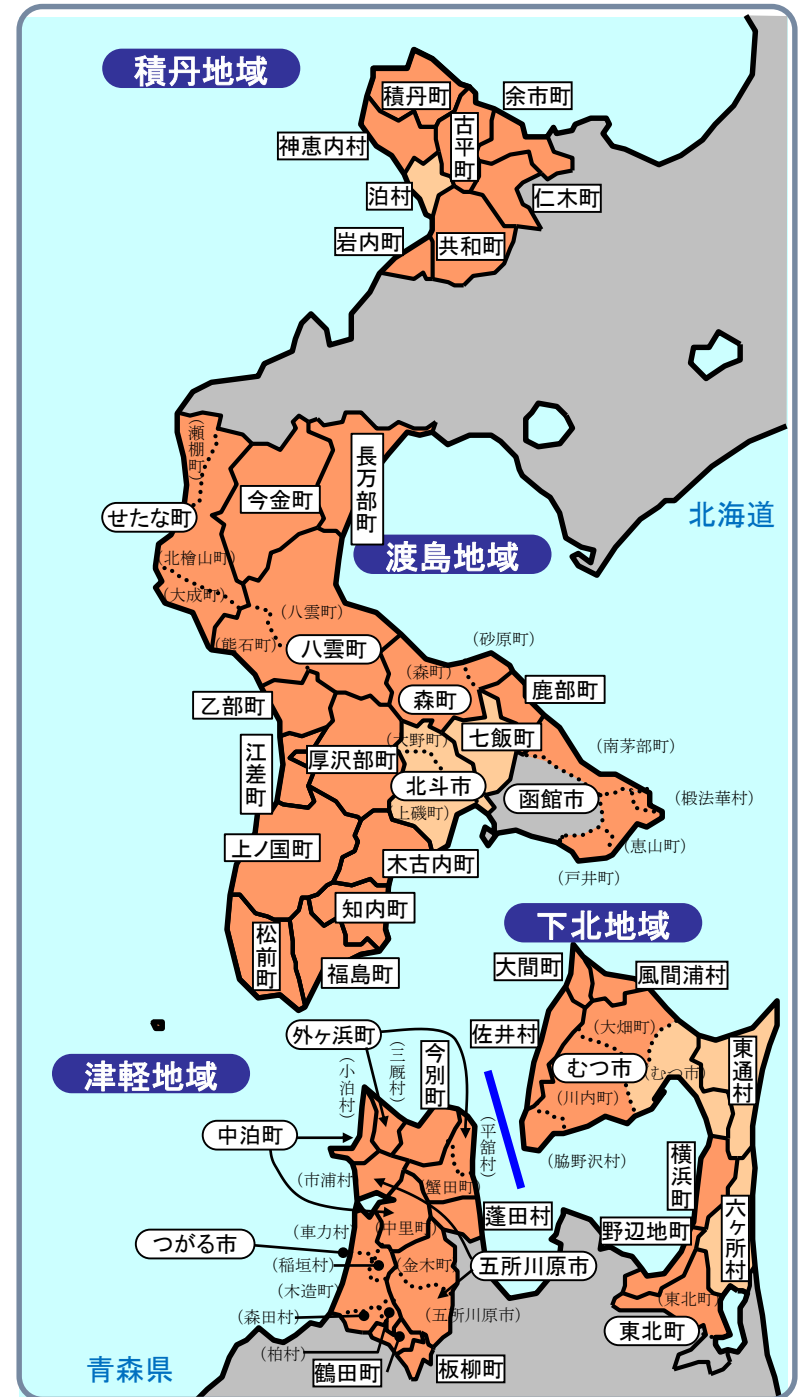 積丹地域
積丹町
余市町
古平町
神恵内村
泊村
仁木町
岩内町
共和町
北海道
(瀬棚町)
長万部町
今金町
せたな町
渡島地域
(北檜山町)
(大成町)
(八雲町)
(熊石町)
八雲町
(砂原町)
(森町)
森町
鹿部町
乙部町
七飯町
(大野町)
(南茅部町)
江差町
厚沢部町
北斗市
函館市
(椴法華村)
(上磯町)
(恵山町)
上ノ国町
木古内町
(戸井町)
知内町
松前町
福島町
下北地域
大間町
風間浦村
佐井村
(大畑町)
外ヶ浜町
(三厩村)
今別町
(小泊村)
むつ市
(むつ市)
東通村
津軽地域
(川内町)
中泊町
(平舘村)
(脇野沢村)
横浜町
(市浦村)
(蟹田町)
蓬田村
六ヶ所村
(車力村)
(中里町)
野辺地町
つがる市
(稲垣村)
(金木町)
五所川原市
(木造町)
(東北町)
(森田村)
(五所川原市)
東北町
(柏村)
鶴田町
板柳町
青森県